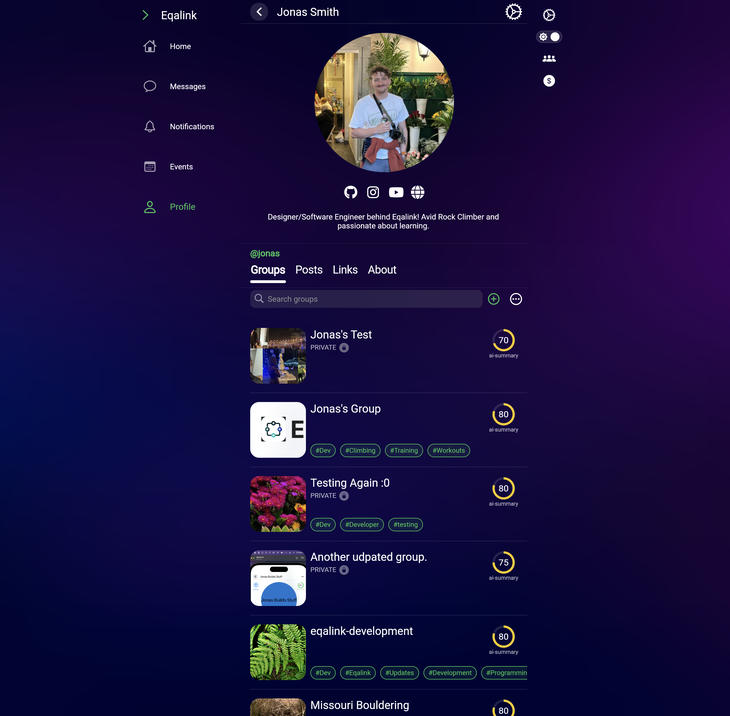 Eqalink
Jonas Smith
Home
Messages
Notifications
Events
Profile
$
Designer/Software Engineer behind Eqalink! Avid Rock Climber and
passionate about learning.
@jonas
Groups Posts Links About
Search groups
Jonas's Test
PRIVATE
70
ai-summary
Jonas's Group
80
ai-summary
E
#Dev #Climbing #Training #Workouts
Testing Again :0
PRIVATE
80
ai-summary
#Dev #Developer #testing
Another udpated group.
PRIVATE
75
ai-summary
eqalink-development
80
ai-summary
#Dev #Eqalink #Updates #Development #Programmin
Missouri Bouldering
80